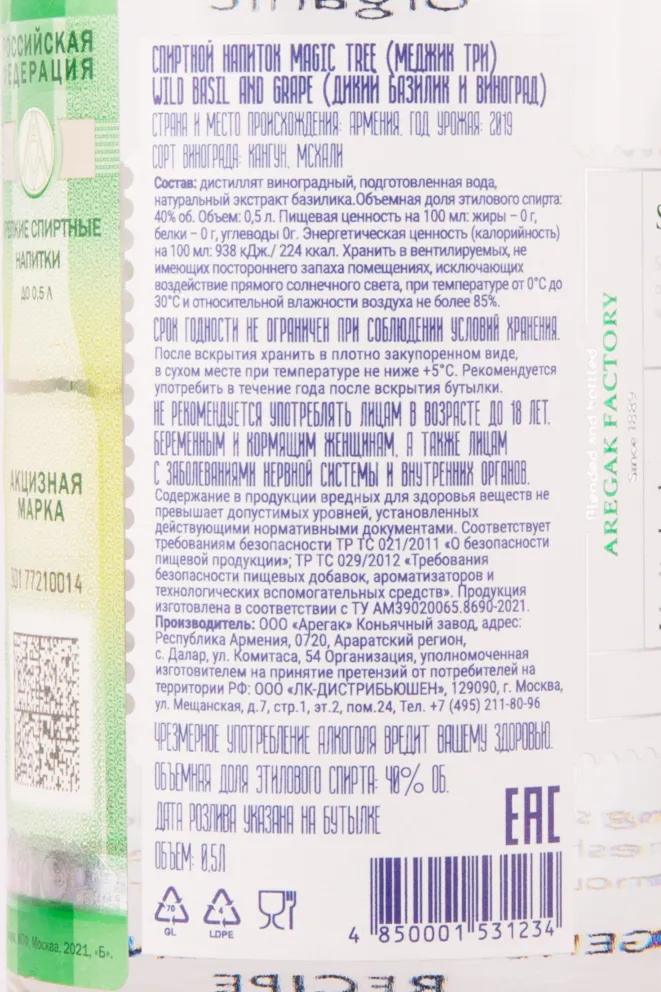 РОССИЙСКАЯ
ФЕДЕРАЦИЯ
КРЕПКИЕ СПИРТНЫЕ
НАПИТКИ
ДО 0,5 Л
АКЦИЗНАЯ
МАРКА
77210014
Москва, 2021, «Б».
СПИРТНОЙ НАПИТОК MAGIC TREE (МЕДЖИК ТРИ)
WILD BASIL AND GRAPE (ДИКИЙ БАЗИЛИК И ВИНОГРАД)
СТРАНА И МЕСТО ПРОИСХОЖДЕНИЯ: АРМЕНИЯ. ГОД УРОЖАЯ: 2019
СОРТ ВИНОГРАДА: КАНГУН, МСХАЛИ
Состав: дистиллят виноградный, подготовленная вода,
натуральный экстракт базилика.Объемная доля этилового спирта:
40% об. Объем: 0,5 л. Пищевая ценность на 100 мл: жиры – 0 г,
белки – 0 г, углеводы 0г. Энергетическая ценность (калорийность)
на 100 мл: 938 кДж./ 224 ккал. Хранить в вентилируемых, не
имеющих постороннего запаха помещениях, исключающих
воздействие прямого солнечного света, при температуре от 0°С до
30°С и относительной влажности воздуха не более 85%.
СРОК ГОДНОСТИ НЕ ОГРАНИЧЕН ПРИ СОБЛЮДЕНИИ УСЛОВИЙ ХРАНЕНИЯ.
После вскрытия хранить в плотно закупоренном виде,
в сухом месте при температуре не ниже +5°С. Рекомендуется
употребить в течение года после вскрытия бутылки.
НЕ РЕКОМЕНДУЕТСЯ УПОТРЕБЛЯТЬ ЛИЦАМ В ВОЗРАСТЕ ДО 18 ЛЕТ,
БЕРЕМЕННЫМ И КОРМЯЩИМ ЖЕНЩИНАМ, А ТАКЖЕ ЛИЦАМ
С ЗАБОЛЕВАНИЯМИ НЕРВНОЙ СИСТЕМЫ И ВНУТРЕННИХ ОРГАНОВ.
Содержание в продукции вредных для здоровья веществ не
превышает допустимых уровней, установленных
действующими нормативными документами. Соответствует
требованиям безопасности ТР ТС 021/2011 «О безопасности
пищевой продукции»; ТР ТС 029/2012 «Требования
безопасности пищевых добавок, ароматизаторов и
технологических вспомогательных средств». Продукция
изготовлена в соответствии с ТУ АМ39020065.8690-2021.
Производитель: ООО «Арегак» Коньячный завод, адрес:
Республика Армения, 0720, Араратский регион,
с. Далар, ул. Комитаса, 54 Организация, уполномоченная
изготовителем на принятие претензий от потребителей на
территории РФ: ООО «ЛК-ДИСТРИБЬЮШЕН», 129090, г. Москва,
ул. Мещанская, д.7, стр.1, эт.2, пом.24, Тел. +7 (495) 211-80-96
ЧРЕЗМЕРНОЕ УПОТРЕБЛЕНИЕ АЛКОГОЛЯ ВРЕДИТ ВАШЕМУ ЗДОРОВЬЮ.
ОБЪЕМНАЯ ДОЛЯ ЭТИЛОВОГО СПИРТА: 40% ОБ.
ДАТА РОЗЛИВА УКАЗАНА НА БУТЫЛКЕ
ОБЪЕМ: 0,5Л
EAC
70
GL
4
LDPE
4 850001 531234
Blended and bottled
AREGAK FACTORY
Since 1889
RECIPE